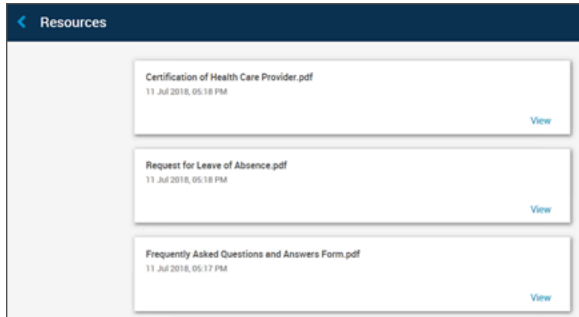 Resources
Certification of Health Care Provider.pdf
11 Jul 2018, 05:18 PM
View
Request for Leave of Absence.pdf
11 Jul 2018, 05:18 PM
View
Frequently Asked Questions and Answers Form.pdf
11 Jul 2018, 05:17 PM
View